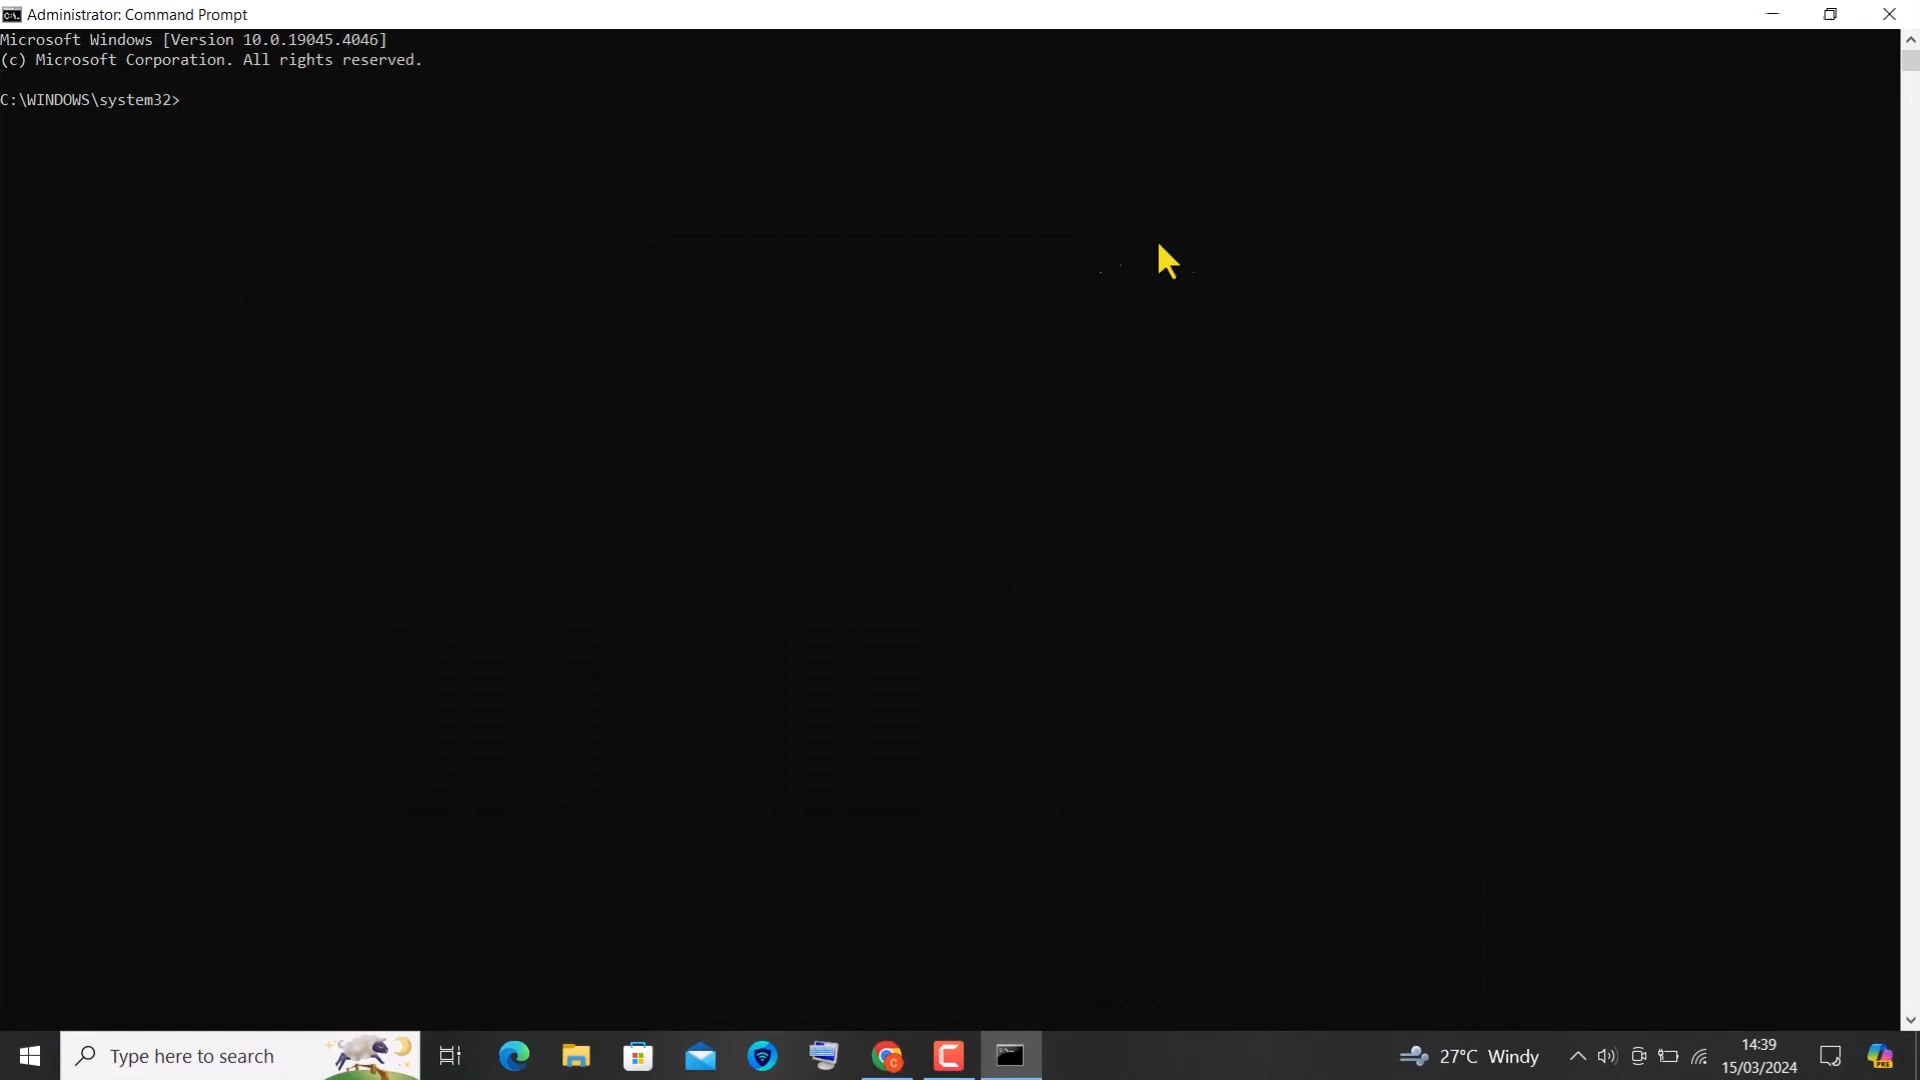 Administrator: Command Prompt
Microsoft Windows [Version 10.0.19045.4046]
(c) Microsoft Corporation. All rights reserved.
C:\WINDOWS\system32>
Type here to search
27°C Windy
14:39
15/03/2024
PRE